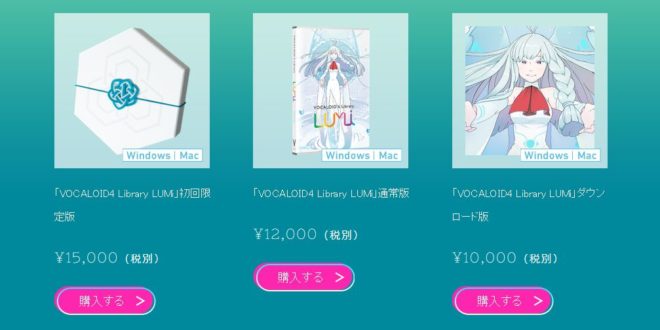 Windows | Mac
「VOCALOID4 Library LUMi」初回限
定版
¥15,000 (税別)
購入する >
VOCALOID4 Library
LUMi
Windows | Mac
「VOCALOID4 Library LUMi」通常版
¥12,000 (税別)
購入する >
Windows | Mac
「VOCALOID4 Library LUMi」ダウン
ロード版
¥10,000 (税別)
購入する >